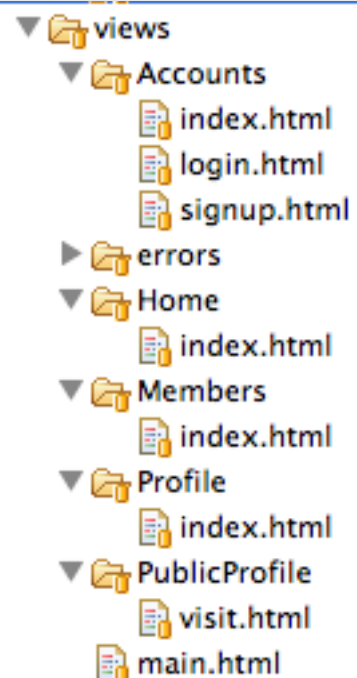 views
Accounts
index.html
login.html
signup.html
errors
Home
index.html
Members
index.html
Profile
index.html
PublicProfile
visit.html
main.html